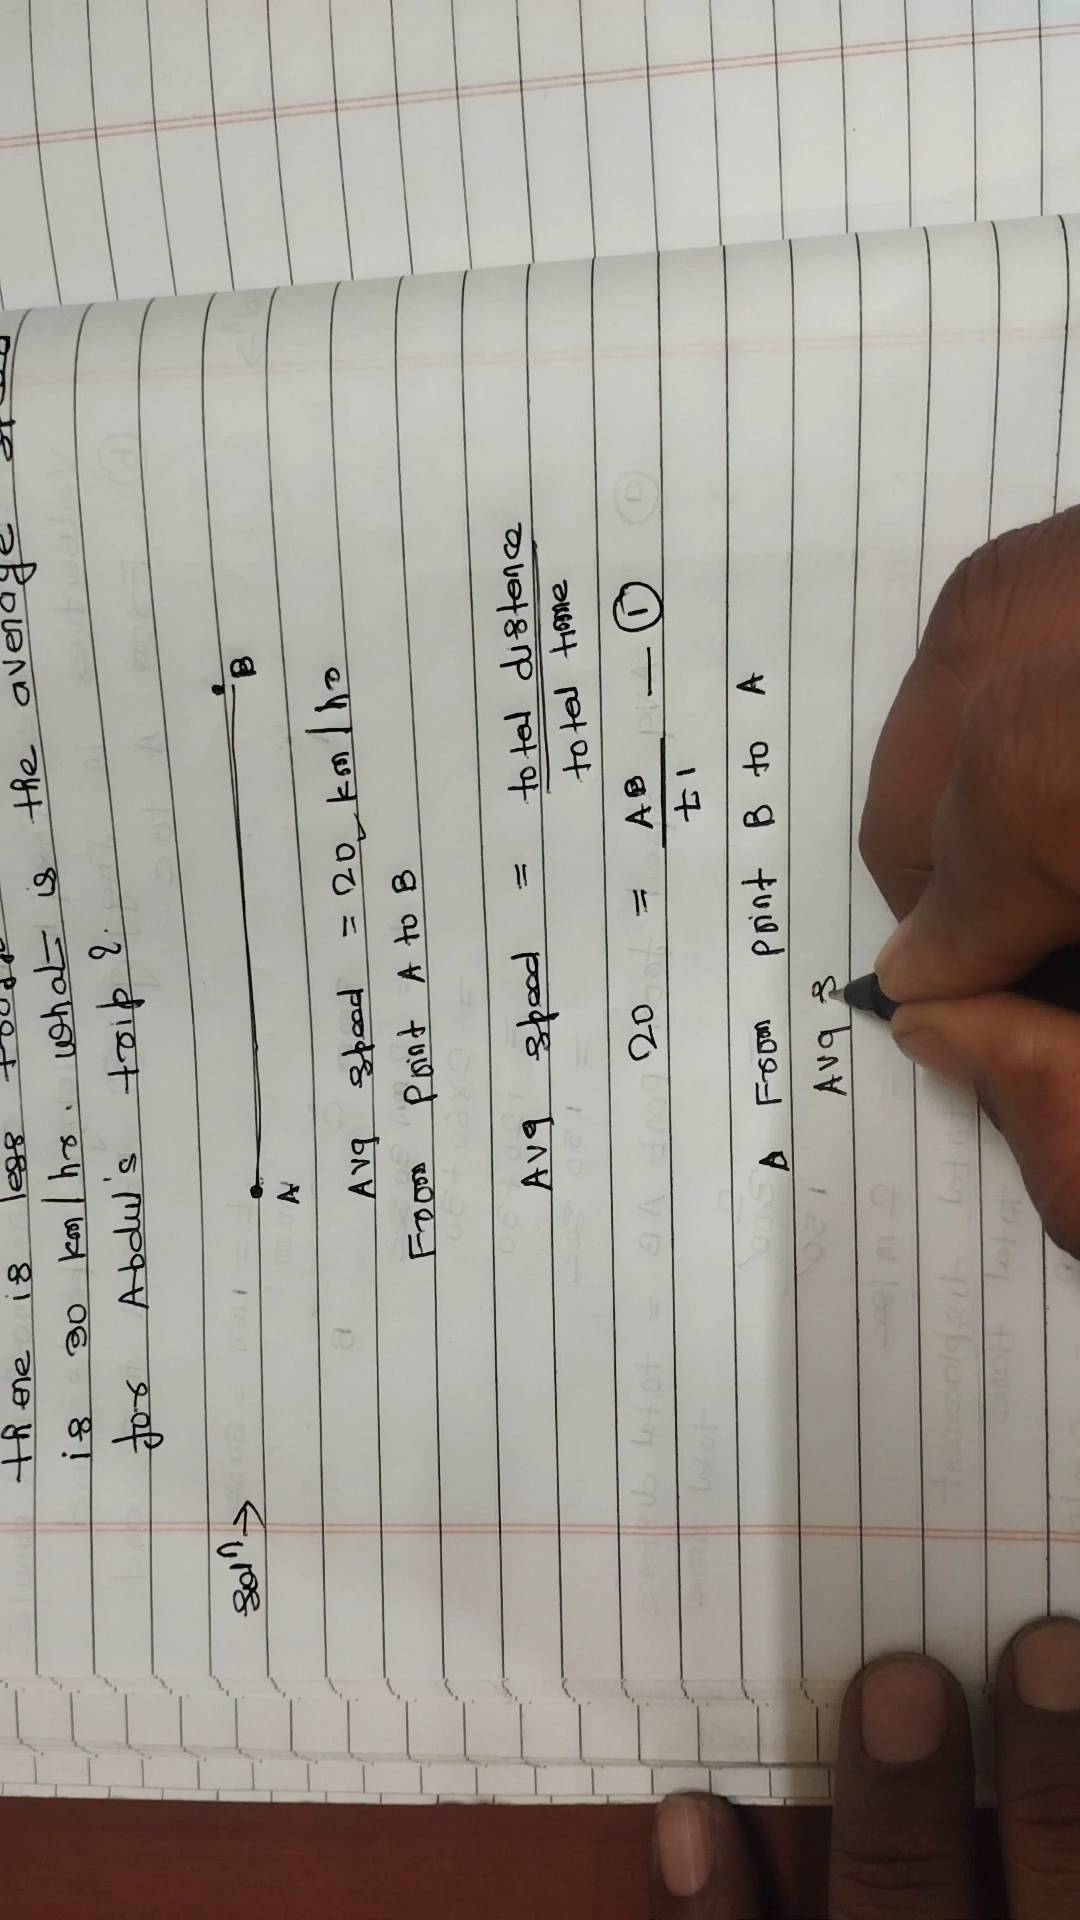 there is less
is 30 km/hr. what is the average
for Abdul's trip?
Solⁿ→
A B
Avg speed = 20 km/hr
From point A to B
Avg speed = total distance
total time
20 = AB — ①
t1
From point B to A
Avg s